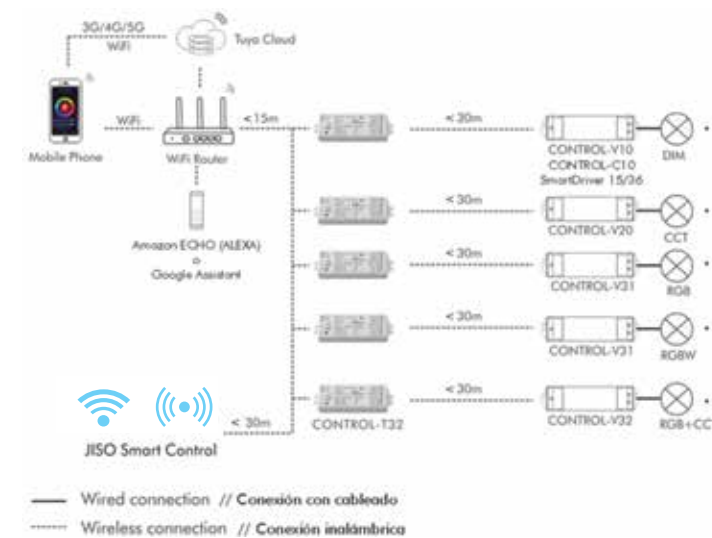 3G/4G/5G
WiFi
Tuya Cloud
WiFi
<15m
<30m
Mobile Phone
WiFi Router
CONTROL-V10
CONTROL-C10
SmartDriver 15/36
DIM
<30m
Amazon ECHO (ALEXA)
o
Google Assistant
CONTROL-V20
CCT
<30m
CONTROL-V31
RGB
<30m
CONTROL-V31
RGBW
<30m
<30m
CONTROL-T32
CONTROL-V32
RGB+CC
JISO Smart Control
Wired connection // Conexión con cableado
Wireless connection // Conexión inalámbrica